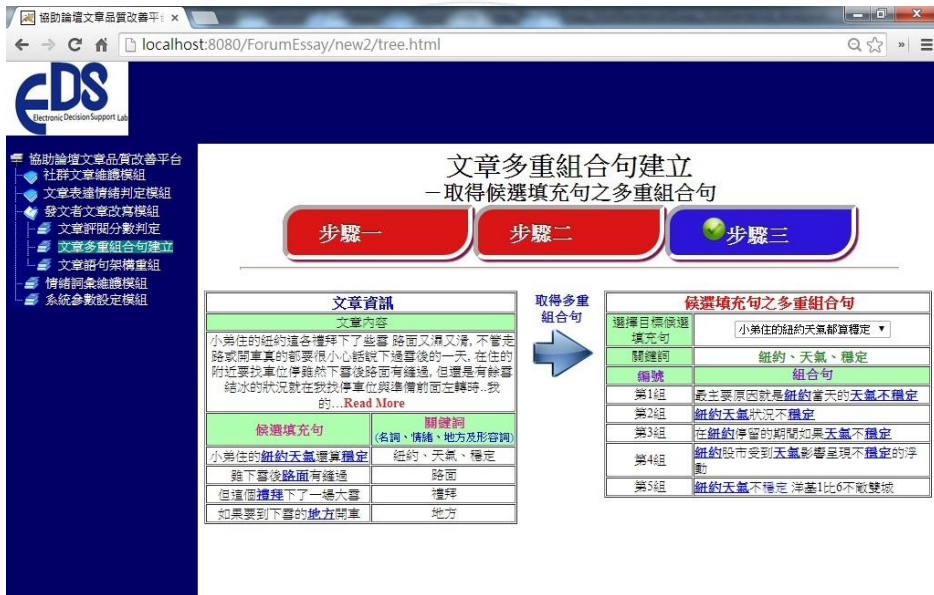 協助論壇文章品質改善平台
localhost:8080/ForumEssay/new2/tree.html
EDS
Electronic Decision Support Lab
協助論壇文章品質改善平台
社群文章維護模組
文章表達情緒判定模組
發文者文章改寫模組
文章評閱分數判定
文章多重組合句建立
文章語句架構重組
情緒詞彙維護模組
系統參數設定模組
文章多重組合句建立
－取得候選填充句之多重組合句
步驟一
步驟二
步驟三
文章資訊
文章內容
小弟住的紐約這各禮拜下了些雪 路面又濕又滑, 不管走
路或開車真的都要很小心話說下過雪後的一天, 在住的
附近要找車位停雖然下雪後路面有鏟過, 但還是有餘雪
結冰的狀況就在我找停車位與準備前面左轉時..我
的...Read More
候選填充句
關鍵詞
(名詞、情緒、地方及形容詞)
小弟住的紐約天氣還算穩定
紐約、天氣、穩定
雖下雪後路面有鏟過
路面
但這個禮拜下了一場大雪
禮拜
如果要到下雪的地方開車
地方
取得多重
組合句
候選填充句之多重組合句
選擇目標候選
填充句
小弟住的紐約天氣都算穩定
關鍵詞
紐約、天氣、穩定
編號
組合句
第1組
最主要原因就是紐約當天的天氣不穩定
第2組
紐約天氣狀況不穩定
第3組
在紐約停留的期間如果天氣不穩定
第4組
紐約股市受到天氣影響呈現不穩定的浮
動
第5組
紐約天氣不穩定 洋基1比6不敵雙城